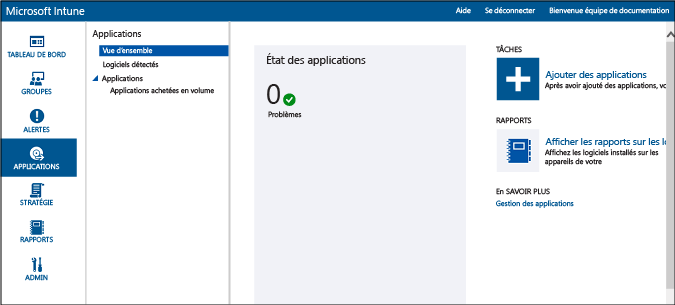 Microsoft Intune
Aide
Se déconnecter
Bienvenue équipe de documentation
TABLEAU DE BORD
GROUPES
ALERTES
APPLICATIONS
STRATÉGIE
RAPPORTS
ADMIN
Applications
Vue d'ensemble
Logiciels détectés
Applications
Applications achetées en volume
État des applications
0
Problèmes
TÂCHES
Ajouter des applications
Après avoir ajouté des applications, vo
RAPPORTS
Afficher les rapports sur les lo
Affichez les logiciels installés sur les
appareils de votre
En SAVOIR PLUS
Gestion des applications